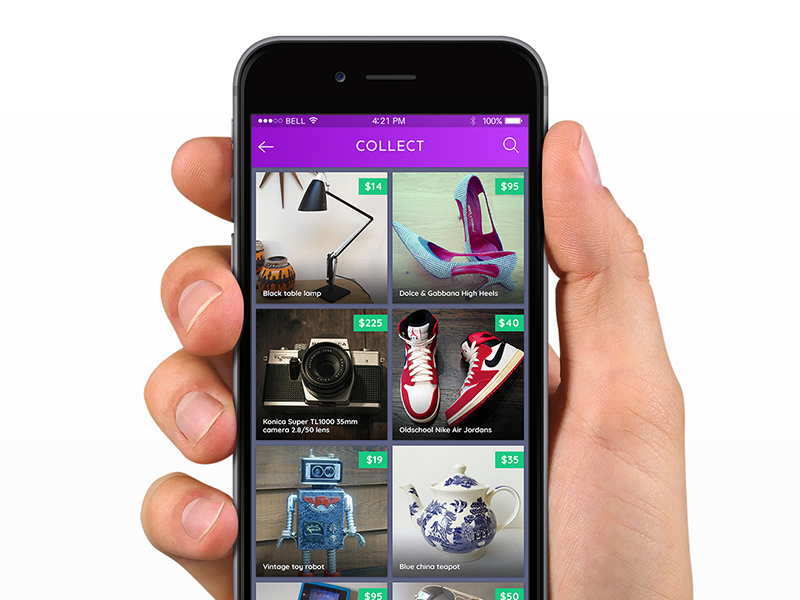 BELL 4:21 PM 100%
COLLECT
$14 $95
Black table lamp Dolce & Gabbana High Heels
$225 $40
Konica Super TL1000 35mm
camera 2.8/50 lens Oldschool Nike Air Jordans
$19 $35
Vintage toy robot Blue china teapot
$95 $50